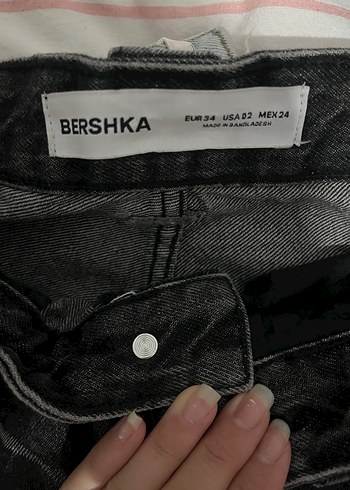 BERSHKA
EUR 34 USA 02 MEX 24
MADE IN BANGLADESH